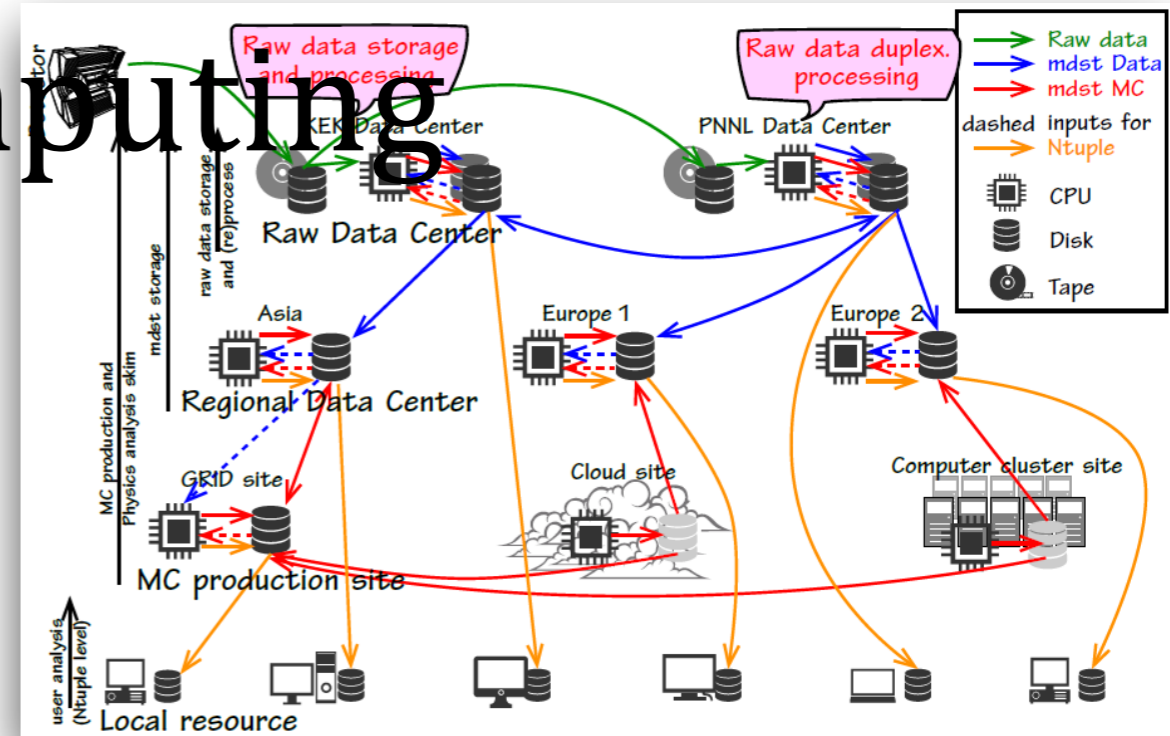 mputing
Raw data storage
and processing
Raw data duplex.
processing
Raw data
mdst Data
mdst MC
dashed inputs for
Ntuple
CPU
Disk
Tape
KEK Data Center
PNNL Data Center
Raw Data Center
raw data storage
and (re)process
mdst storage
MC production and
Physics analysis skim
Asia
Europe 1
Europe 2
Regional Data Center
GRID site
Cloud site
Computer cluster site
MC production site
user analysis
(Ntuple level)
Local resource